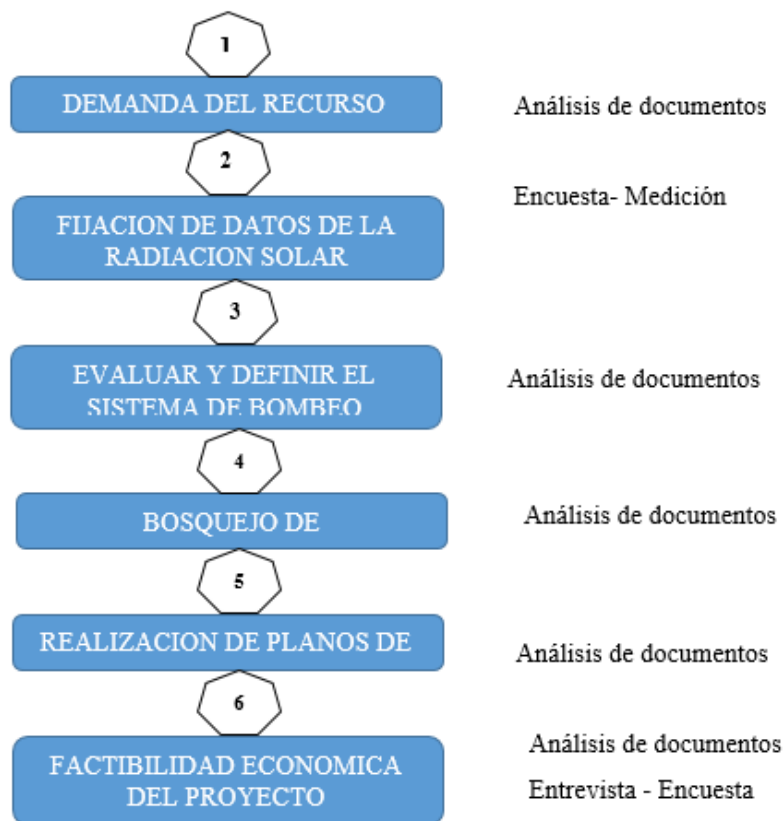 1
DEMANDA DEL RECURSO
Análisis de documentos
2
Encuesta- Medición
FIJACION DE DATOS DE LA
RADIACION SOLAR
3
EVALUAR Y DEFINIR EL
SISTEMA DE BOMBEO
Análisis de documentos
4
BOSQUEJO DE
Análisis de documentos
5
REALIZACION DE PLANOS DE
Análisis de documentos
6
FACTIBILIDAD ECONOMICA
DEL PROYECTO
Análisis de documentos
Entrevista - Encuesta